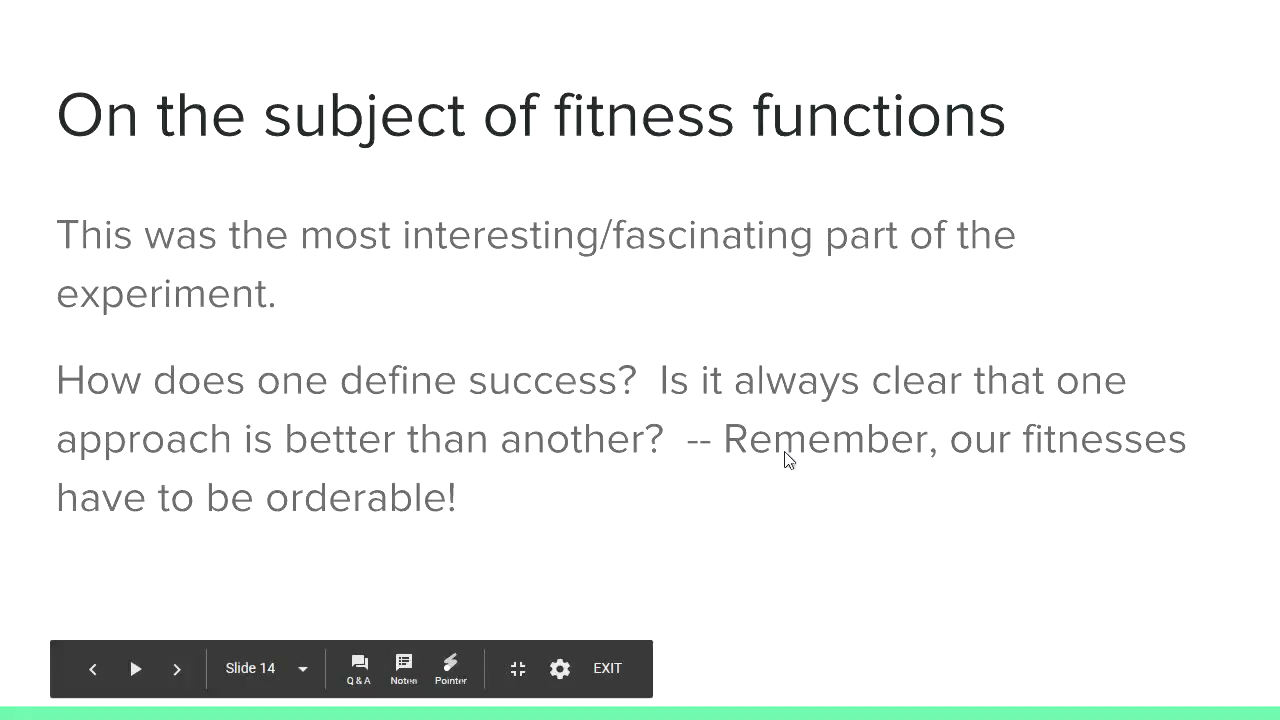 On the subject of fitness functions
This was the most interesting/fascinating part of the
experiment.
How does one define success?  Is it always clear that one
approach is better than another?  -- Remember, our fitnesses
have to be orderable!
Slide 14
Q & A
Notes
Pointer
EXIT